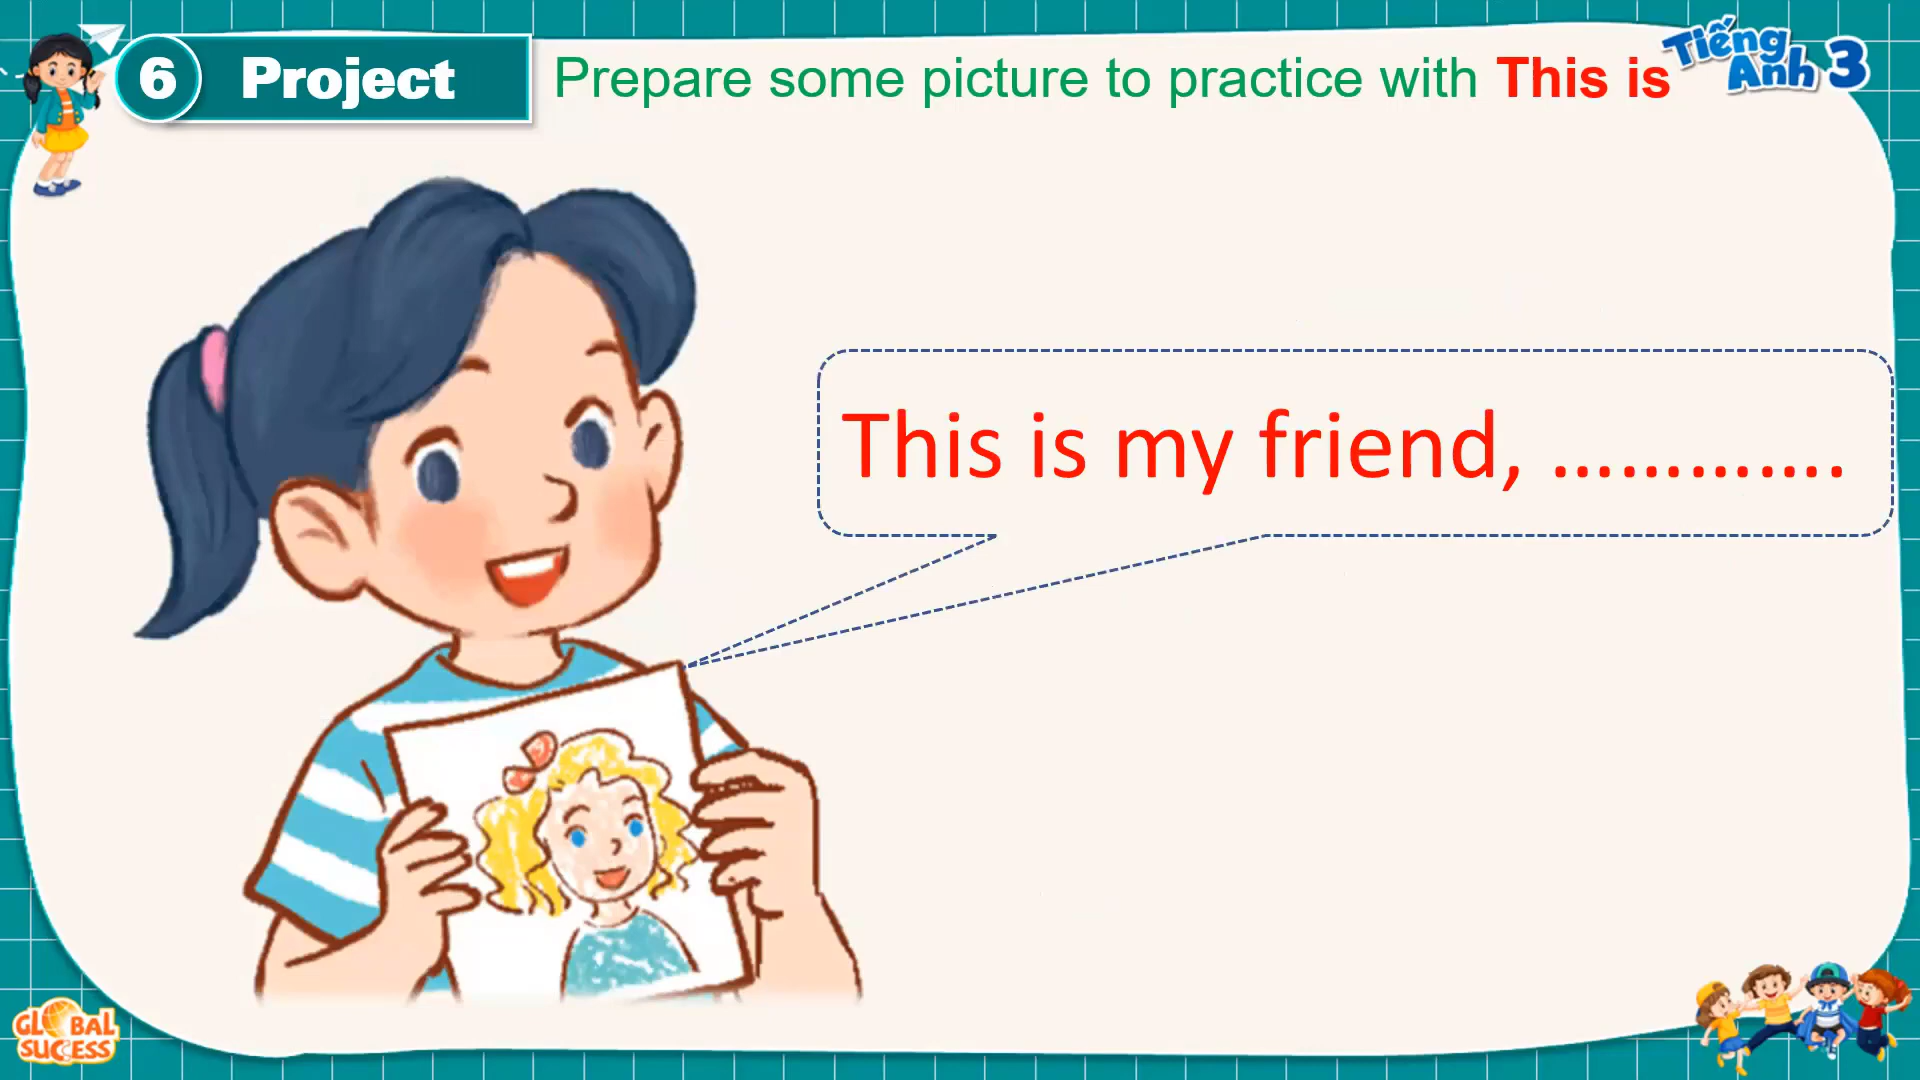 6 Project Prepare some picture to practice with This is
Tiếng
Anh 3
This is my friend, ………….
GLOBAL
SUCCESS